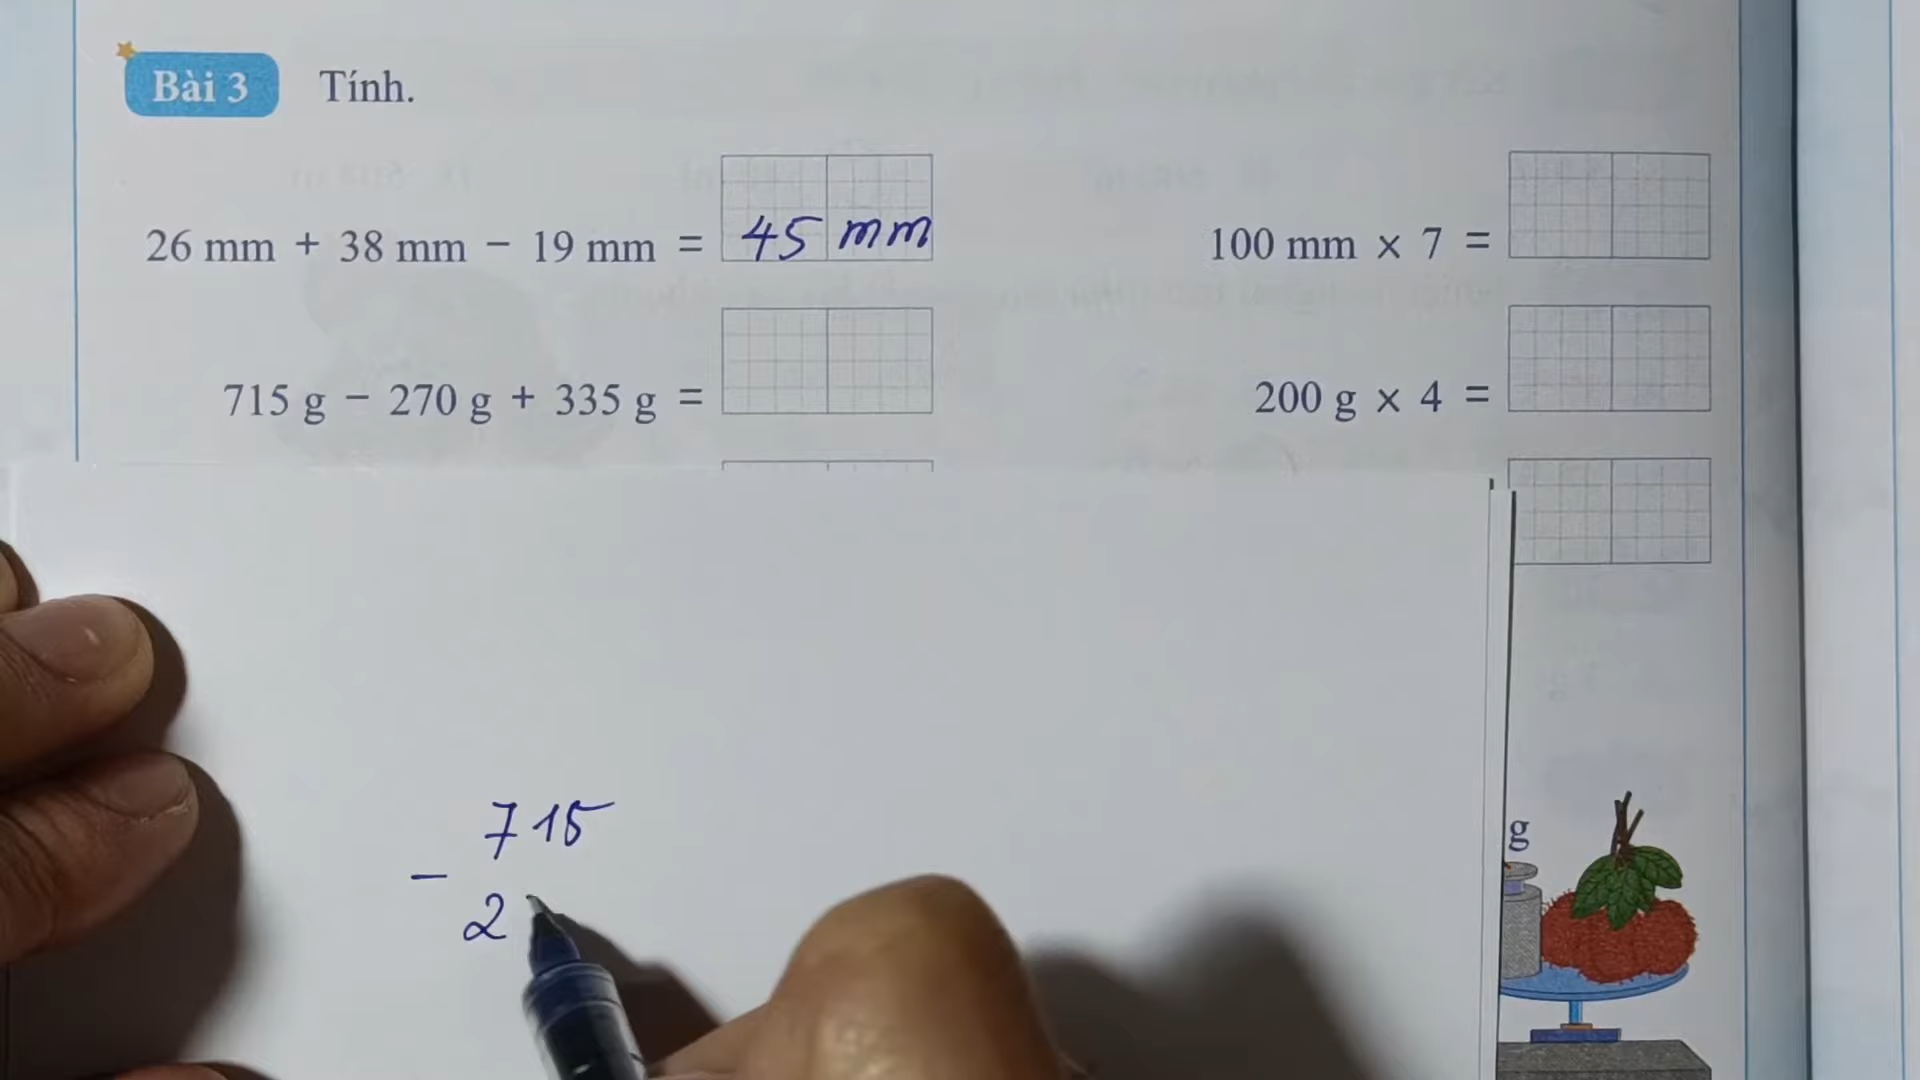 Bài 3 Tính.
26 mm + 38 mm − 19 mm = 45 mm
100 mm × 7 =
715 g − 270 g + 335 g =
200 g × 4 =
715
−
2
g